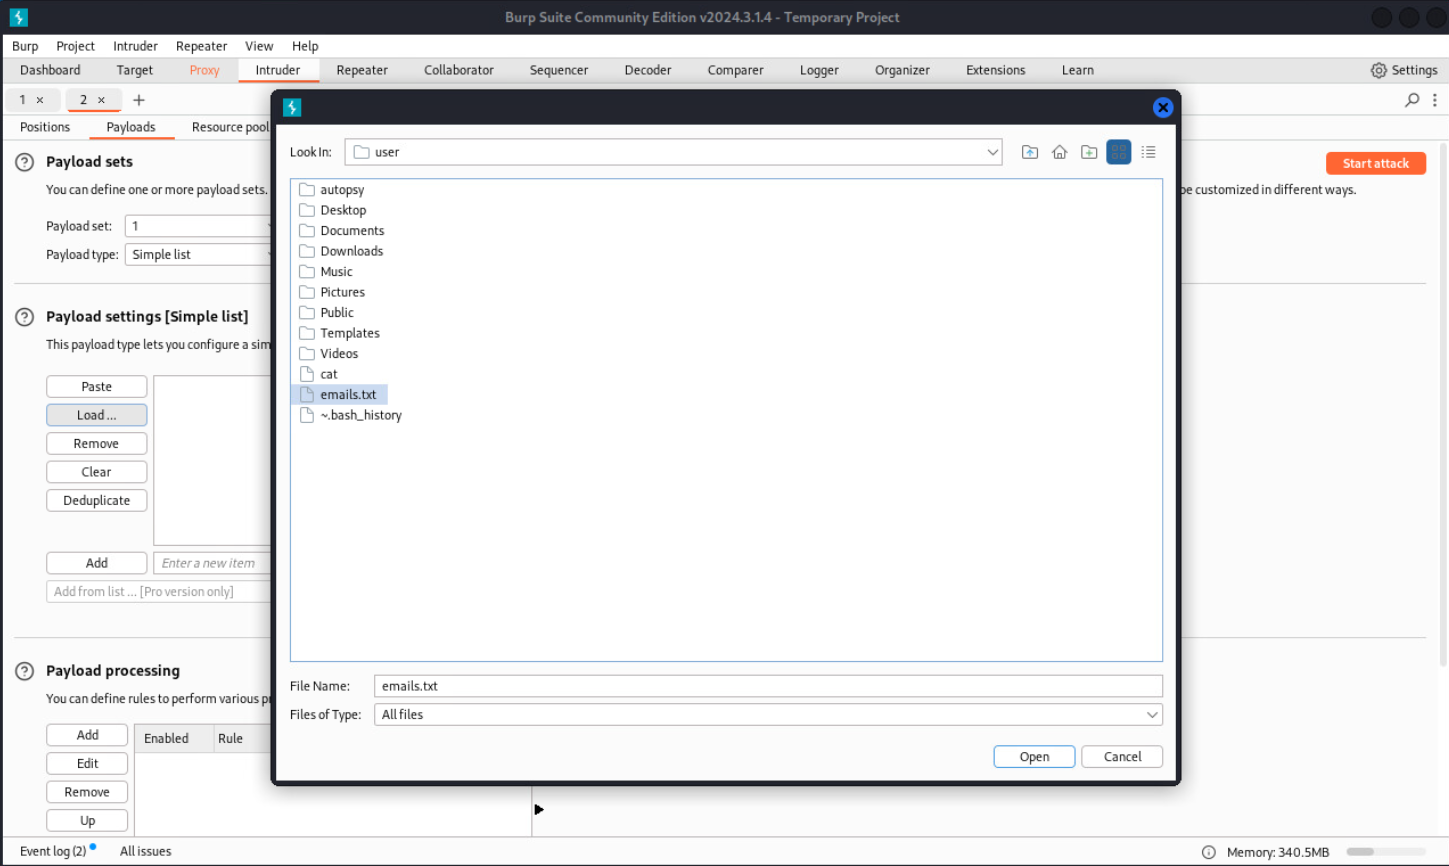 Burp Suite Community Edition v2024.3.1.4 - Temporary Project
Burp Project Intruder Repeater View Help
Dashboard Target Proxy Intruder Repeater Collaborator Sequencer Decoder Comparer Logger Organizer Extensions Learn Settings
1 × 2 × +
Positions Payloads Resource pool
Payload sets
Start attack
You can define one or more payload sets. be customized in different ways.
Payload set: 1
Payload type: Simple list
Payload settings [Simple list]
This payload type lets you configure a sim
Paste
Load ...
Remove
Clear
Deduplicate
Add Enter a new item
Add from list ... [Pro version only]
Payload processing
You can define rules to perform various p
Add
Enabled Rule
Edit
Remove
Up
Look In: user
autopsy
Desktop
Documents
Downloads
Music
Pictures
Public
Templates
Videos
cat
emails.txt
~.bash_history
File Name: emails.txt
Files of Type: All files
Open Cancel
Event log (2) All issues Memory: 340.5MB